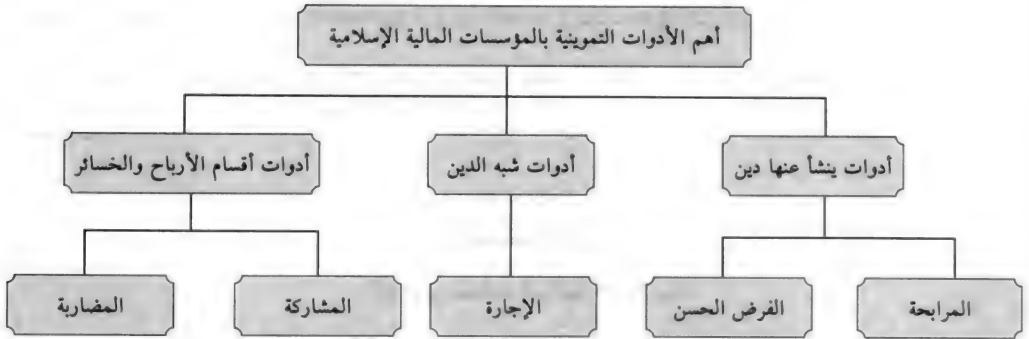 أهم الأدوات التموينية بالمؤسسات المالية الإسلامية
أدوات ينشأ عنها دين
أدوات شبه الدين
أدوات أقسام الأرباح والخسائر
المرابحة
الفرض الحسن
الإجارة
المشاركة
المضاربة